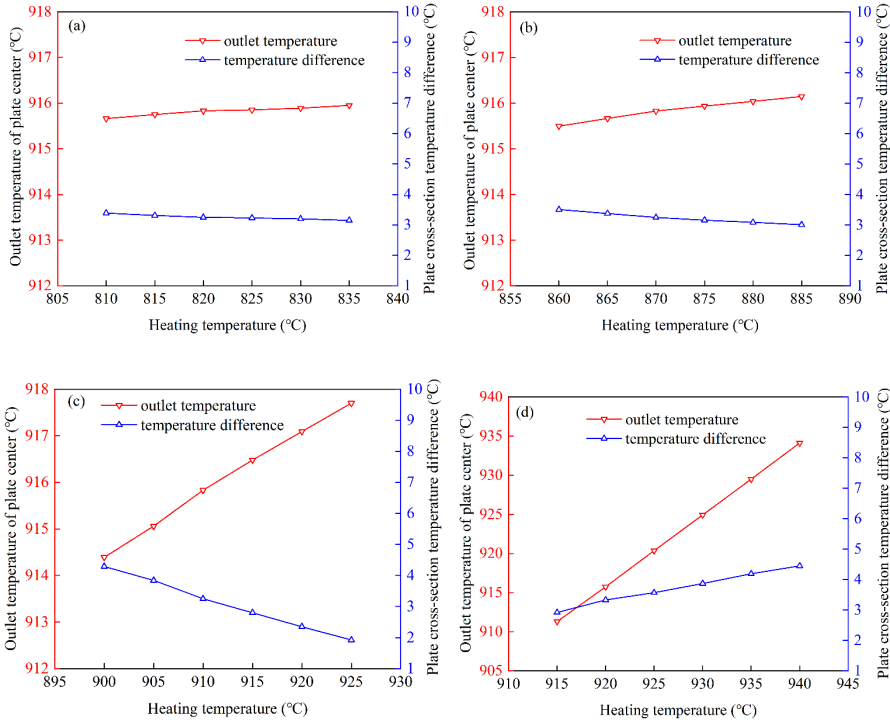 (a)
outlet temperature
temperature difference
Outlet temperature of plate center (℃)
918
917
916
915
914
913
912
Plate cross-section temperature difference (℃)
10
9
8
7
6
5
4
3
2
1
805 810 815 820 825 830 835 840
Heating temperature (℃)
(b)
outlet temperature
temperature difference
Outlet temperature of plate center (℃)
918
917
916
915
914
913
912
Plate cross-section temperature difference (℃)
10
9
8
7
6
5
4
3
2
1
855 860 865 870 875 880 885 890
Heating temperature (℃)
(c)
outlet temperature
temperature difference
Outlet temperature of plate center (℃)
918
917
916
915
914
913
912
Plate cross-section temperature difference (℃)
10
9
8
7
6
5
4
3
2
1
895 900 905 910 915 920 925 930
Heating temperature (℃)
(d)
outlet temperature
temperature difference
Outlet temperature of plate center (℃)
940
935
930
925
920
915
910
905
Plate cross-section temperature difference (℃)
10
9
8
7
6
5
4
3
2
1
910 915 920 925 930 935 940 945
Heating temperature (℃)